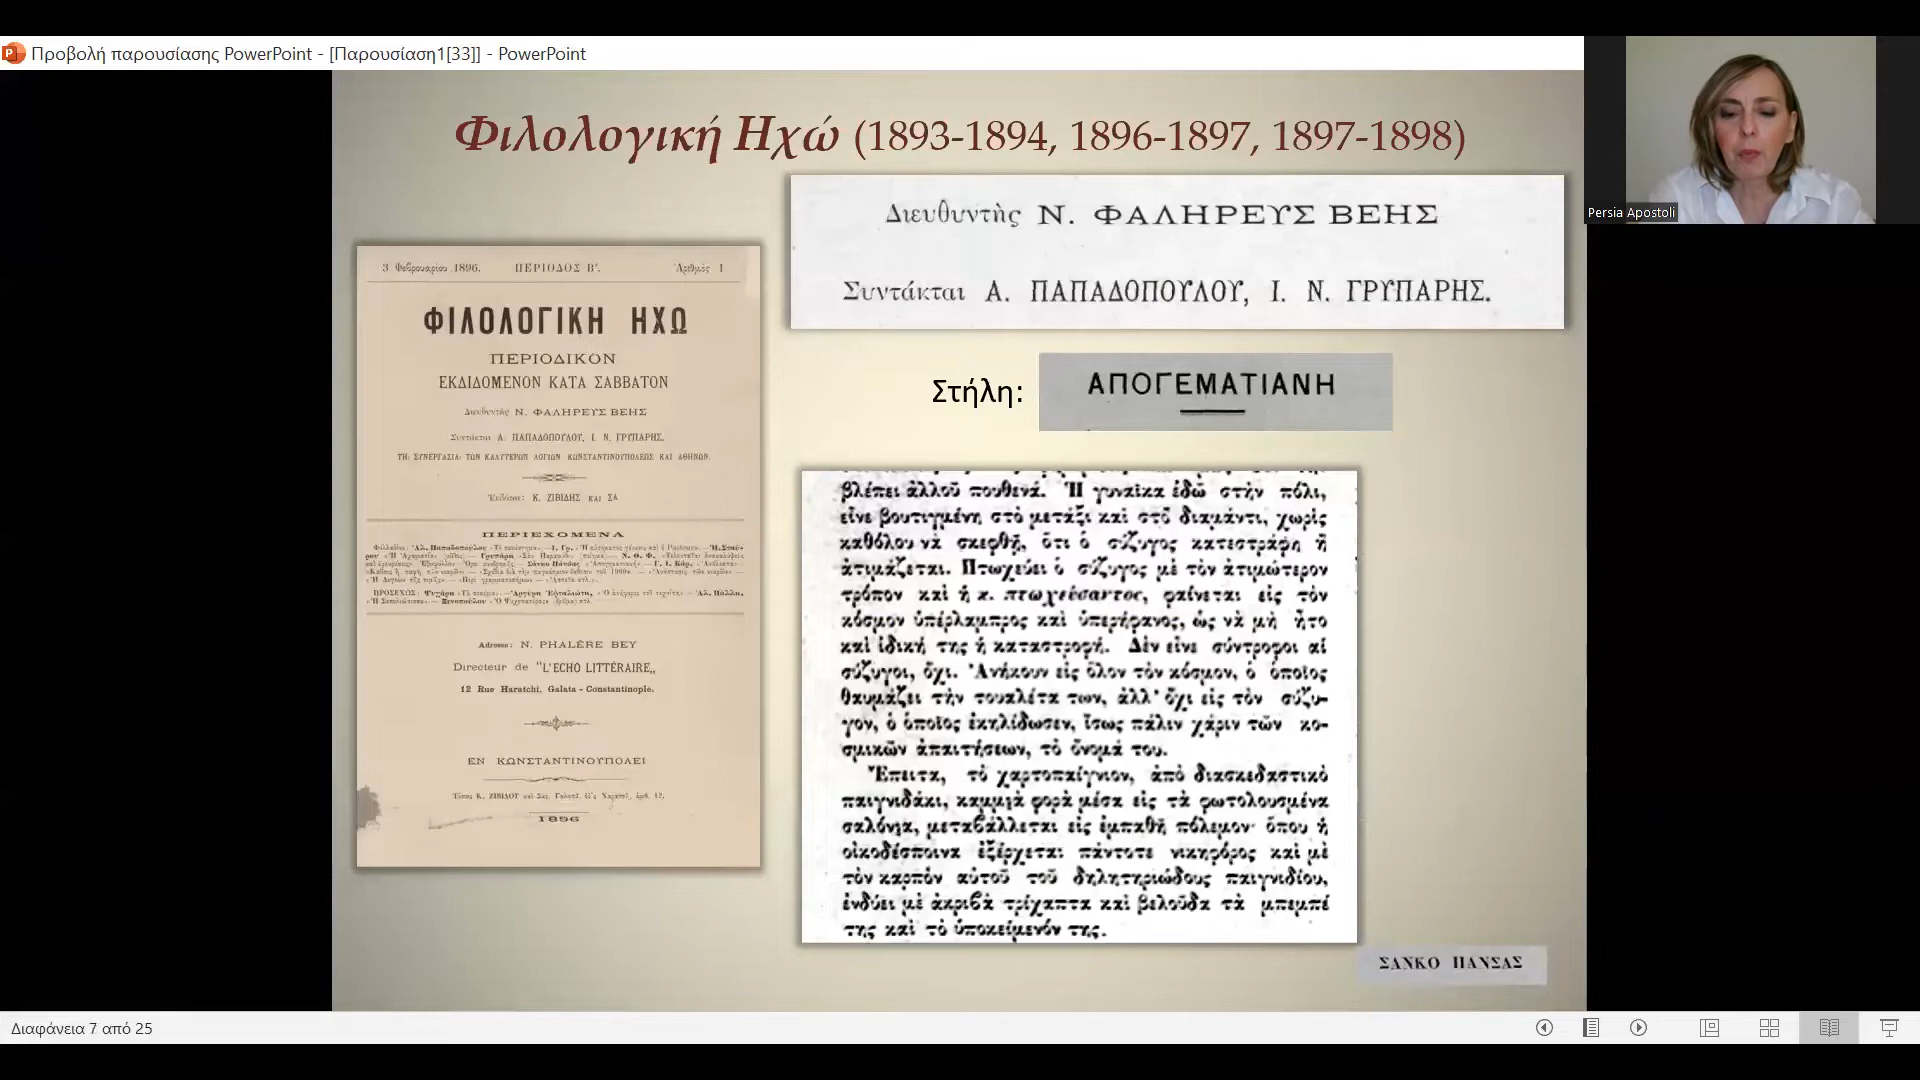 Προβολή παρουσίασης PowerPoint - [Παρουσίαση1[33]] - PowerPoint
Persia Apostoli
Φιλολογική Ηχώ (1893-1894, 1896-1897, 1897-1898)
3 Φεβρουαρίου 1896. ΠΕΡΙΟΔΟΣ Β′. Ἀριθμὸς 1
ΦΙΛΟΛΟΓΙΚΗ ΗΧΩ
ΠΕΡΙΟΔΙΚΟΝ
ΕΚΔΙΔΟΜΕΝΟΝ ΚΑΤΑ ΣΑΒΒΑΤΟΝ
Διευθυντὴς Ν. ΦΑΛΗΡΕΥΣ ΒΕΗΣ
Συντάκται Α. ΠΑΠΑΔΟΠΟΥΛΟΥ, Ι. Ν. ΓΡΥΠΑΡΗΣ.
ΤΗι ΣΥΝΕΡΓΑΣΙΑι ΤΩΝ ΚΑΛΥΤΕΡΩΝ ΛΟΓΙΩΝ ΚΩΝΣΤΑΝΤΙΝΟΥΠΟΛΕΩΣ ΚΑΙ ΑΘΗΝΩΝ.
Ἐκδόται: Κ. ΖΙΒΙΔΗΣ ΚΑΙ ΣΑ
ΠΕΡΙΕΧΟΜΕΝΑ
Adresse: N. PHALÈRE BEY
Directeur de "L'ECHO LITTÉRAIRE„
12 Rue Haratchi, Galata - Constantinople.
ΕΝ ΚΩΝΣΤΑΝΤΙΝΟΥΠΟΛΕΙ
1896
Διευθυντὴς Ν. ΦΑΛΗΡΕΥΣ ΒΕΗΣ
Συντάκται Α. ΠΑΠΑΔΟΠΟΥΛΟΥ, Ι. Ν. ΓΡΥΠΑΡΗΣ.
Στήλη: ΑΠΟΓΕΜΑΤΙΑΝΗ
βλέπει ἀλλοῦ πουθενά. Ἡ γυναῖκα ἐδῶ στὴν πόλι,
εἶνε βουτιγμένη στὸ μετάξι καὶ στὸ διαμάντι, χωρὶς
καθόλου νὰ σκεφθῇ, ὅτι ὁ σύζυγος κατεστράφη ἢ
ἀτιμάζεται. Πτωχεύει ὁ σύζυγος μὲ τὸν ἀτιμώτερον
τρόπον καὶ ἡ κ. πτωχεύσαντος, φαίνεται εἰς τὸν
κόσμον ὑπέρλαμπρος καὶ ὑπερήφανος, ὡς νὰ μὴ ἦτο
καὶ ἰδική της ἡ καταστροφή. Δὲν εἶνε σύντροφοι αἱ
σύζυγοι, ὄχι. Ἀνήκουν εἰς ὅλον τὸν κόσμον, ὁ ὁποῖος
θαυμάζει τὴν τουαλέτα των, ἀλλ' ὄχι εἰς τὸν σύζυ-
γον, ὁ ὁποῖος ἐκηλίδωσεν, ἴσως πάλιν χάριν τῶν κο-
σμικῶν ἀπαιτήσεων, τὸ ὄνομά του.
Ἔπειτα, τὸ χαρτοπαίγνιον, ἀπὸ διασκεδαστικὸ
παιγνιδάκι, καμμιὰ φορὰ μέσα εἰς τὰ φωτολουσμένα
σαλόνια, μεταβάλλεται εἰς ἐμπαθῆ πόλεμον· ὅπου ἡ
οἰκοδέσποινα ἐξέρχεται πάντοτε νικηφόρος καὶ μὲ
τὸν καρπὸν αὐτοῦ τοῦ δηλητηριώδους παιγνιδίου,
ἐνδύει μὲ ἀκριβὰ τρίχαπτα καὶ βελοῦδα τὰ μπεμπέ
της καὶ τὸ ὑποκείμενόν της.
ΣΑΝΚΟ ΠΑΝΣΑΣ
Διαφάνεια 7 από 25